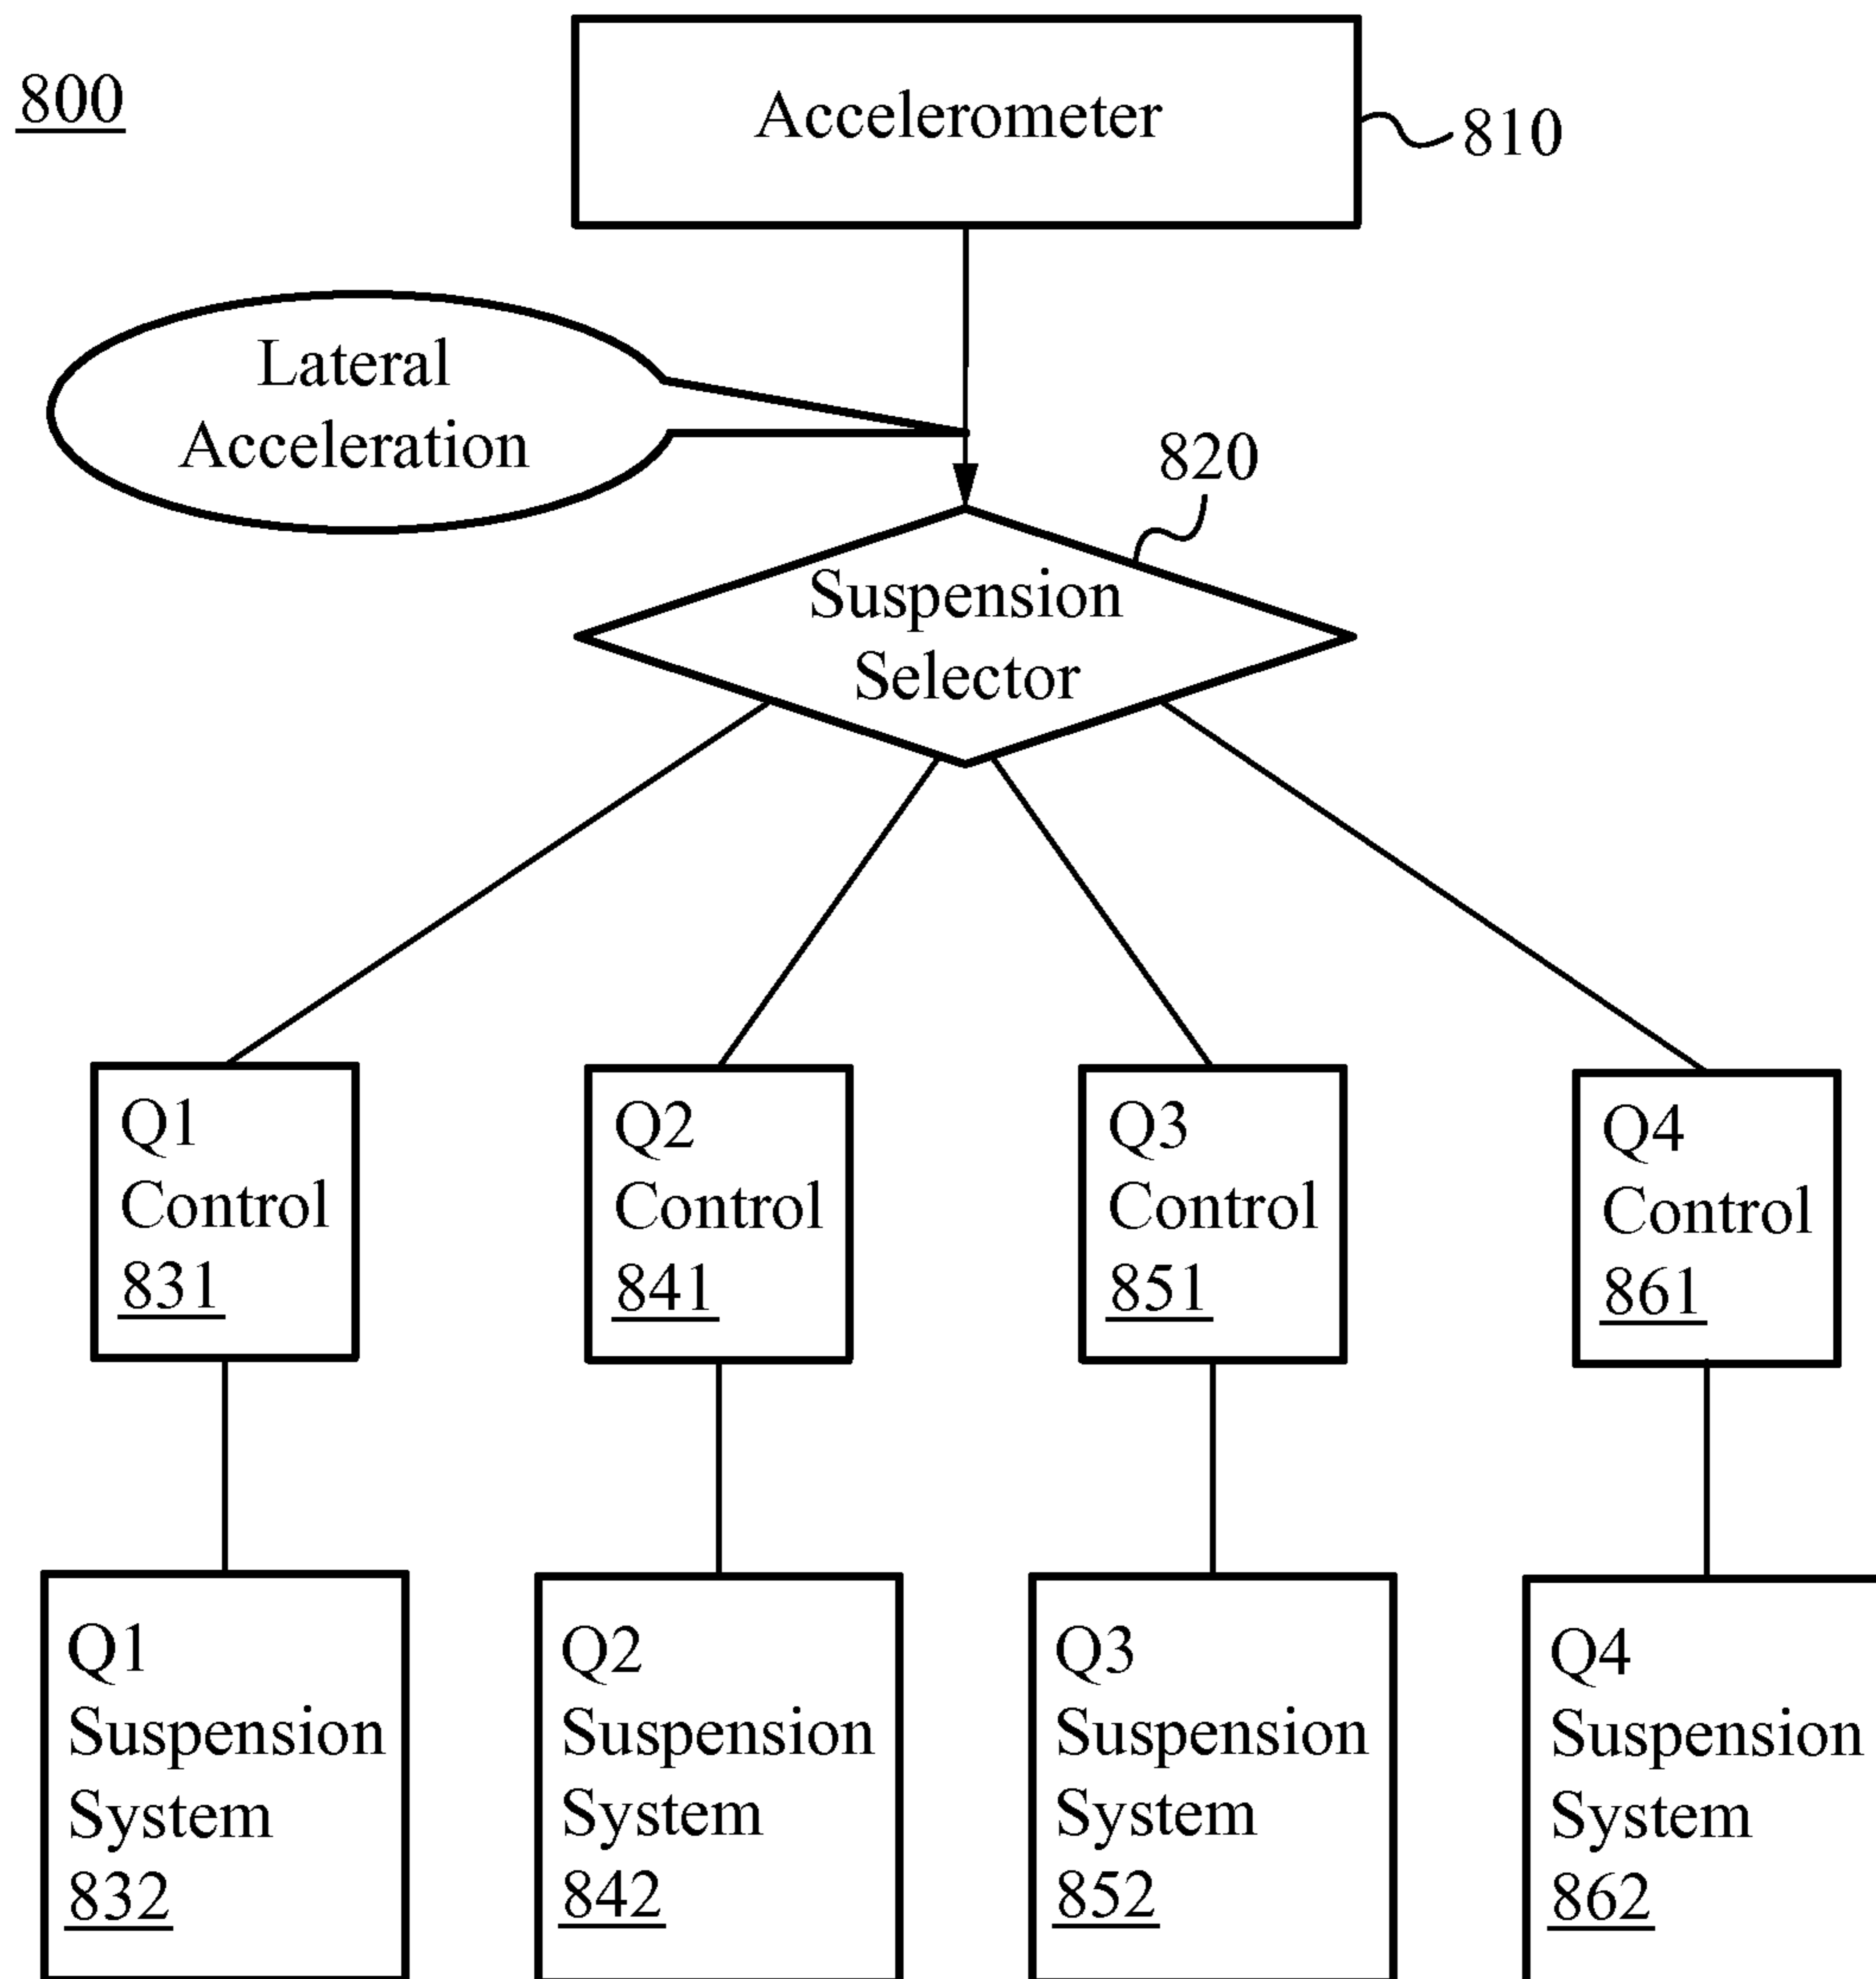 800
Accelerometer
810
Lateral
Acceleration
820
Suspension
Selector
Q1
Control
831
Q2
Control
841
Q3
Control
851
Q4
Control
861
Q1
Suspension
System
832
Q2
Suspension
System
842
Q3
Suspension
System
852
Q4
Suspension
System
862